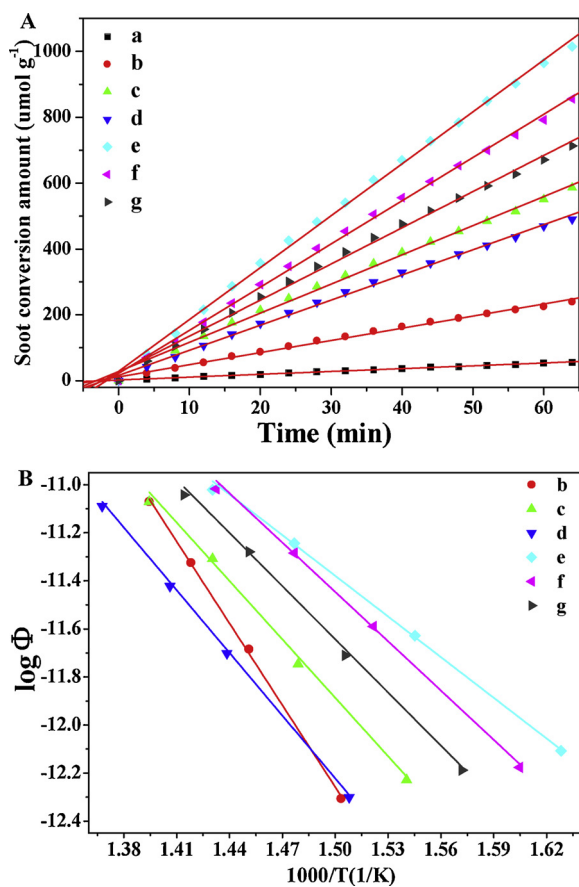 A
Soot conversion amount (umol g⁻¹)
1000
800
600
400
200
0
a
b
c
d
e
f
g
0 10 20 30 40 50 60
Time (min)
B
logΦ
-11.0
-11.2
-11.4
-11.6
-11.8
-12.0
-12.2
-12.4
b
c
d
e
f
g
1.38 1.41 1.44 1.47 1.50 1.53 1.56 1.59 1.62
1000/T(1/K)